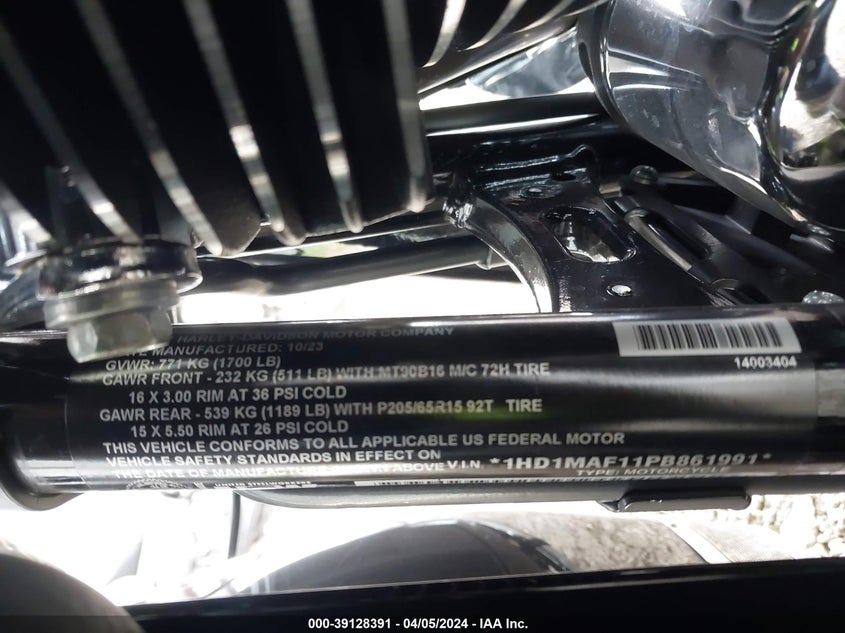 HARLEY-DAVIDSON MOTOR COMPANY
DATE MANUFACTURED: 10/23
GVWR: 771 KG (1700 LB)
GAWR FRONT - 232 KG (511 LB) WITH MT90B16 M/C 72H TIRE
16 X 3.00 RIM AT 36 PSI COLD
GAWR REAR - 539 KG (1189 LB) WITH P205/65R15 92T TIRE
15 X 5.50 RIM AT 26 PSI COLD
THIS VEHICLE CONFORMS TO ALL APPLICABLE US FEDERAL MOTOR
VEHICLE SAFETY STANDARDS IN EFFECT ON
THE DATE OF MANUFACTURE ABOVE V.I.N. *1HD1MAF11PB861991*
TYPE: MOTORCYCLE
14003404
000-39128391 | 04/05/2024 | IAA Inc.